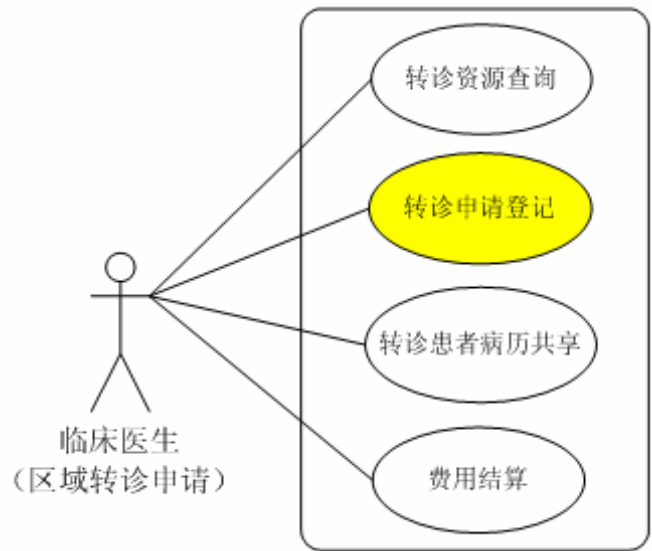 转诊资源查询
转诊申请登记
转诊患者病历共享
费用结算
临床医生
（区域转诊申请）